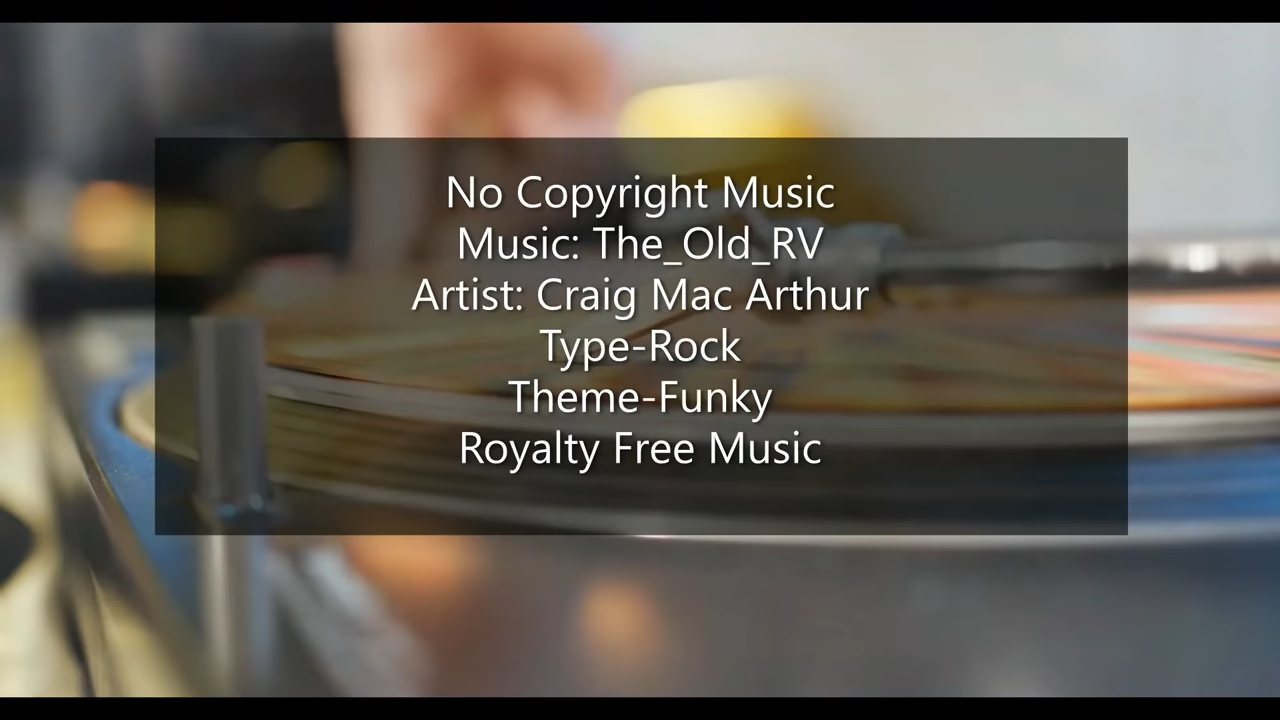 No Copyright Music
Music: The_Old_RV
Artist: Craig Mac Arthur
Type-Rock
Theme-Funky
Royalty Free Music